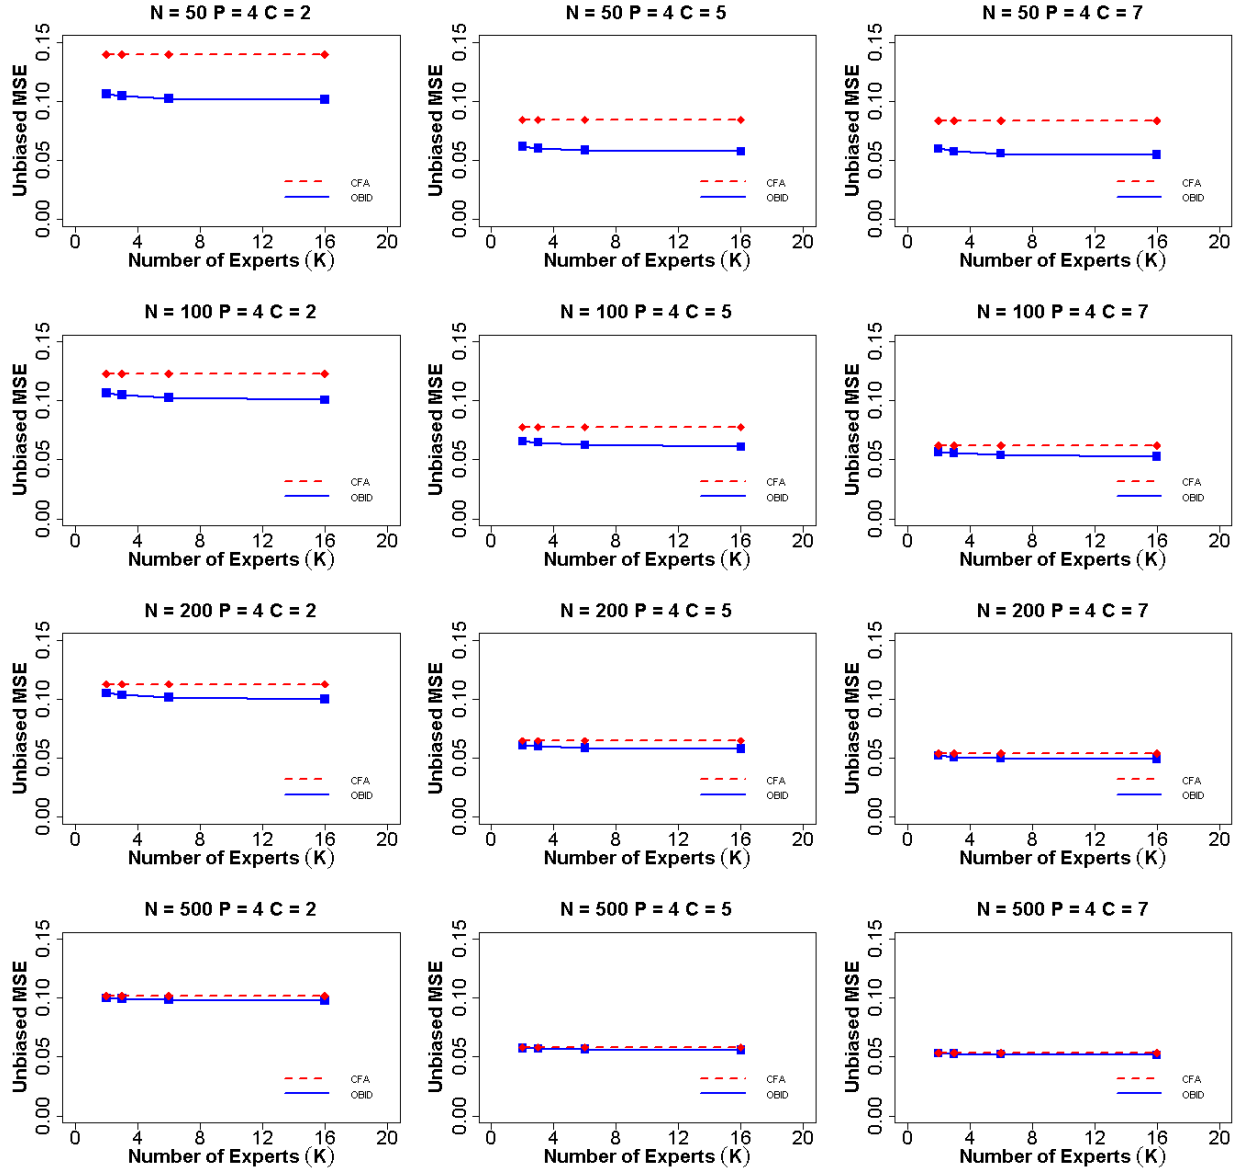 N = 50 P = 4 C = 2
Unbiased MSE
0.15
0.10
0.05
0.00
CFA
OBID
0 4 8 12 16 20
Number of Experts (K)
N = 50 P = 4 C = 5
Unbiased MSE
0.15
0.10
0.05
0.00
CFA
OBID
0 4 8 12 16 20
Number of Experts (K)
N = 50 P = 4 C = 7
Unbiased MSE
0.15
0.10
0.05
0.00
CFA
OBID
0 4 8 12 16 20
Number of Experts (K)
N = 100 P = 4 C = 2
Unbiased MSE
0.15
0.10
0.05
0.00
CFA
OBID
0 4 8 12 16 20
Number of Experts (K)
N = 100 P = 4 C = 5
Unbiased MSE
0.15
0.10
0.05
0.00
CFA
OBID
0 4 8 12 16 20
Number of Experts (K)
N = 100 P = 4 C = 7
Unbiased MSE
0.15
0.10
0.05
0.00
CFA
OBID
0 4 8 12 16 20
Number of Experts (K)
N = 200 P = 4 C = 2
Unbiased MSE
0.15
0.10
0.05
0.00
CFA
OBID
0 4 8 12 16 20
Number of Experts (K)
N = 200 P = 4 C = 5
Unbiased MSE
0.15
0.10
0.05
0.00
CFA
OBID
0 4 8 12 16 20
Number of Experts (K)
N = 200 P = 4 C = 7
Unbiased MSE
0.15
0.10
0.05
0.00
CFA
OBID
0 4 8 12 16 20
Number of Experts (K)
N = 500 P = 4 C = 2
Unbiased MSE
0.15
0.10
0.05
0.00
CFA
OBID
0 4 8 12 16 20
Number of Experts (K)
N = 500 P = 4 C = 5
Unbiased MSE
0.15
0.10
0.05
0.00
CFA
OBID
0 4 8 12 16 20
Number of Experts (K)
N = 500 P = 4 C = 7
Unbiased MSE
0.15
0.10
0.05
0.00
CFA
OBID
0 4 8 12 16 20
Number of Experts (K)